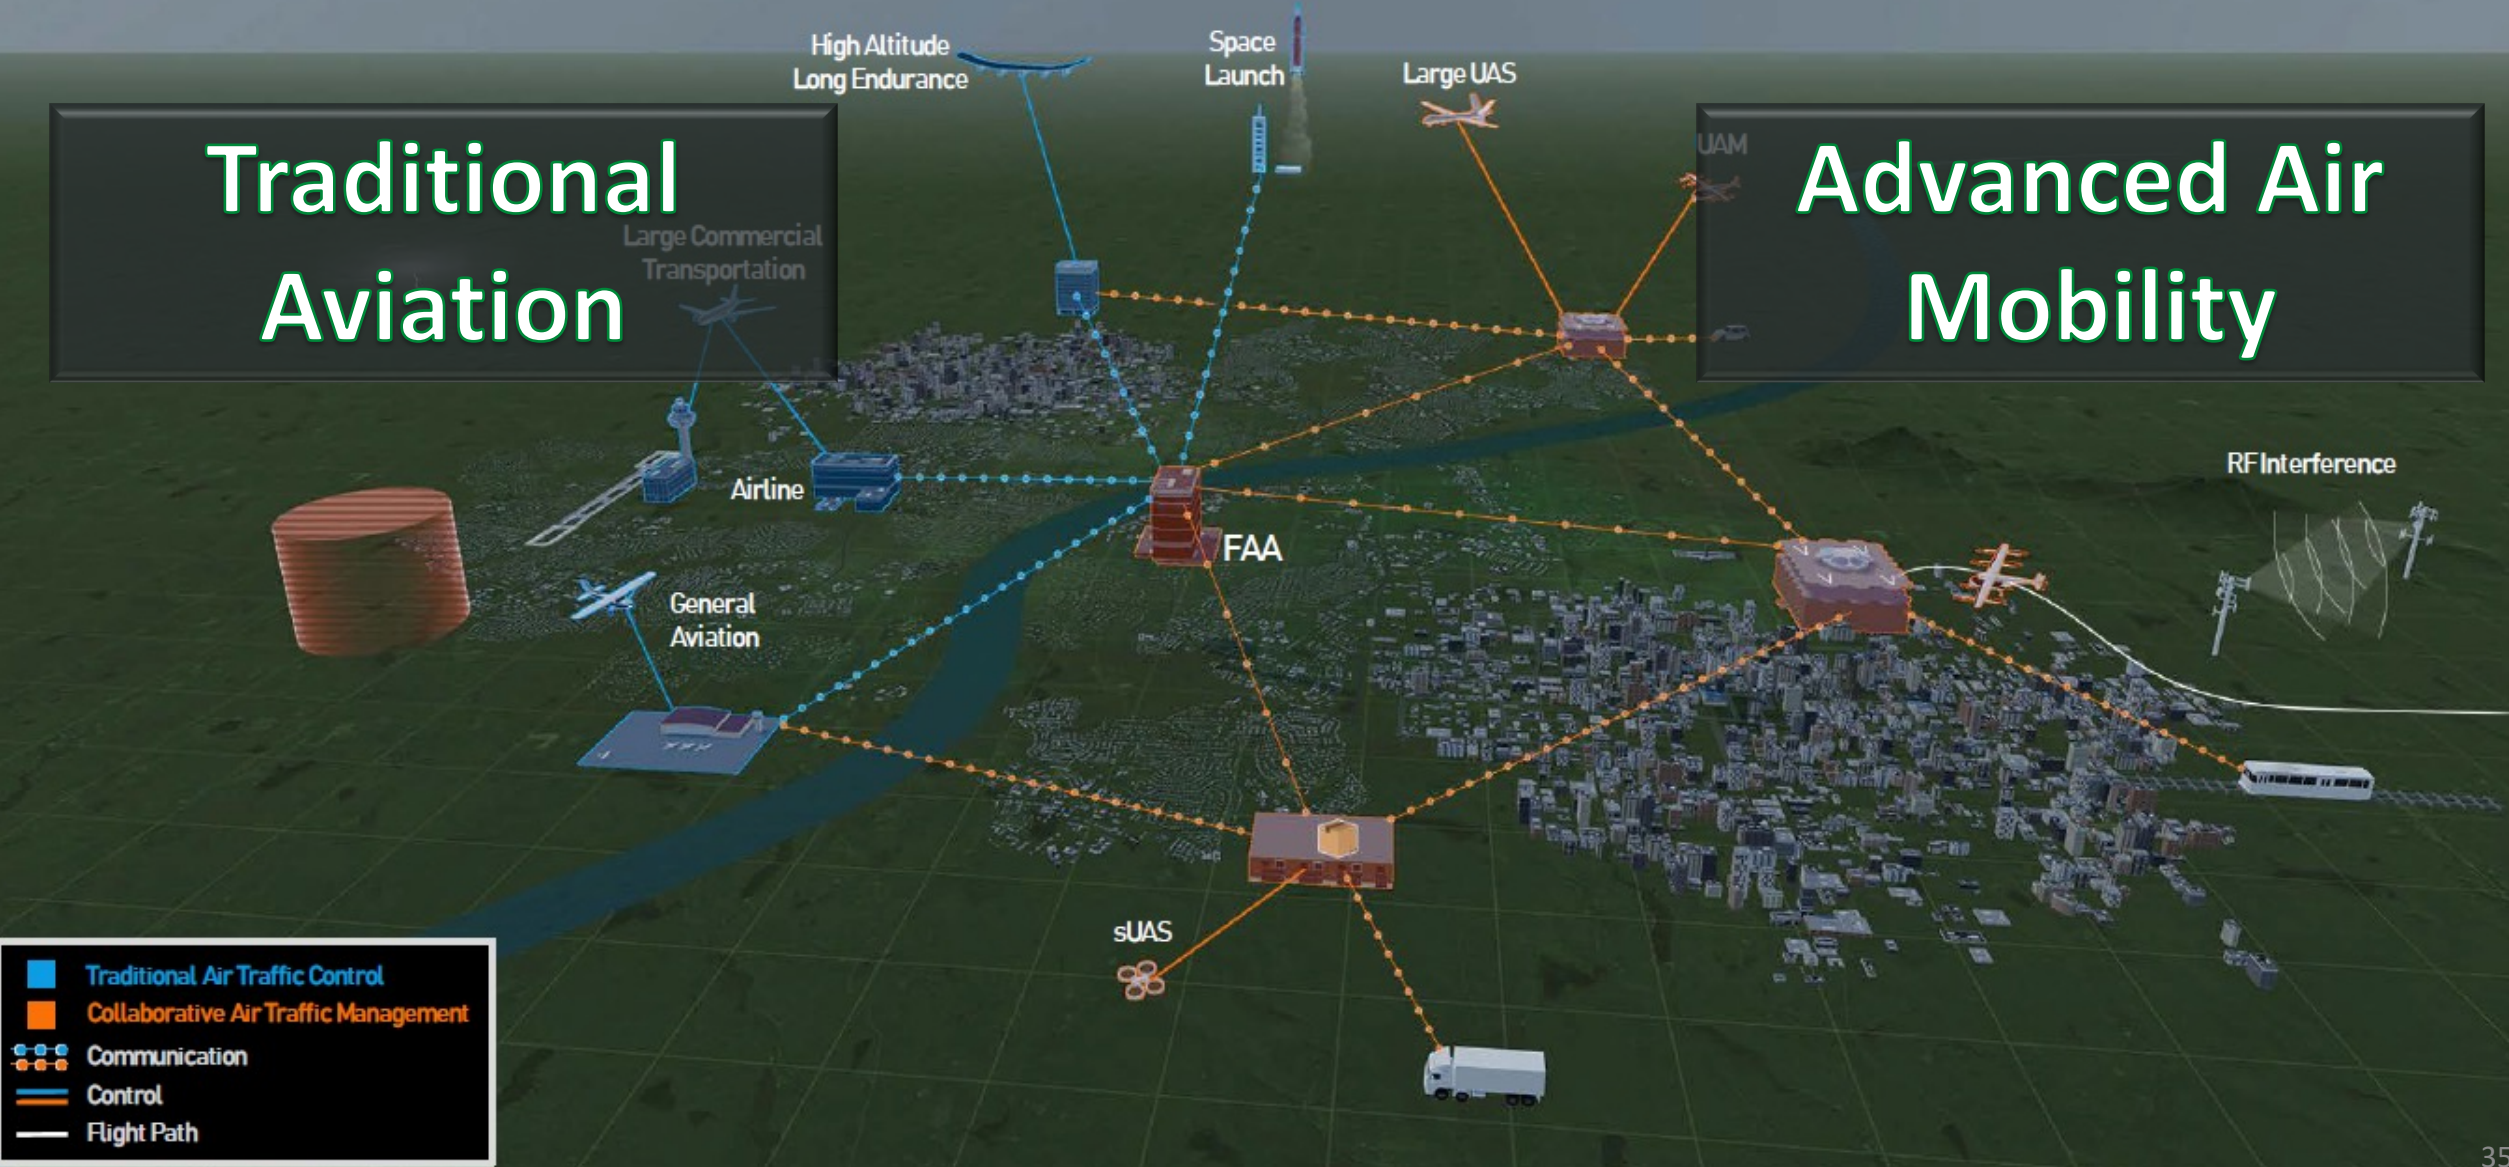 High Altitude
Long Endurance
Space
Launch
Large UAS
UAM
Traditional
Aviation
Large Commercial
Transportation
Advanced Air
Mobility
RF Interference
Airline
FAA
General
Aviation
sUAS
Traditional Air Traffic Control
Collaborative Air Traffic Management
Communication
Control
Flight Path
35